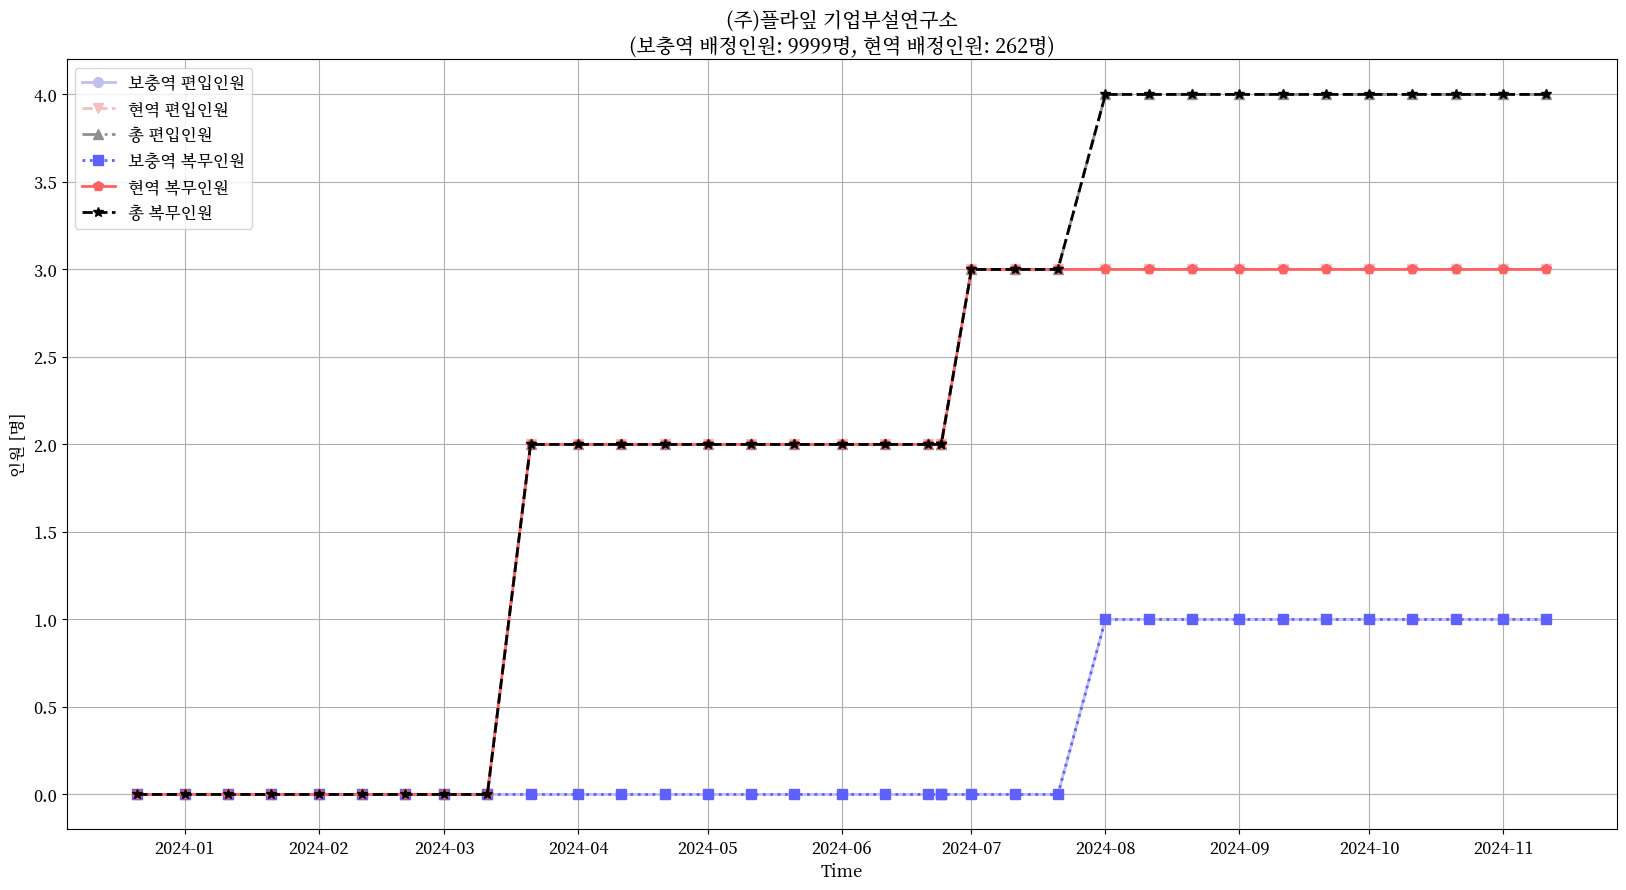 (주)플라잎 기업부설연구소
(보충역 배정인원: 9999명, 현역 배정인원: 262명)
보충역 편입인원
현역 편입인원
총 편입인원
보충역 복무인원
현역 복무인원
총 복무인원
인원 [명]
4.0
3.5
3.0
2.5
2.0
1.5
1.0
0.5
0.0
2024-01
2024-02
2024-03
2024-04
2024-05
2024-06
2024-07
2024-08
2024-09
2024-10
2024-11
Time